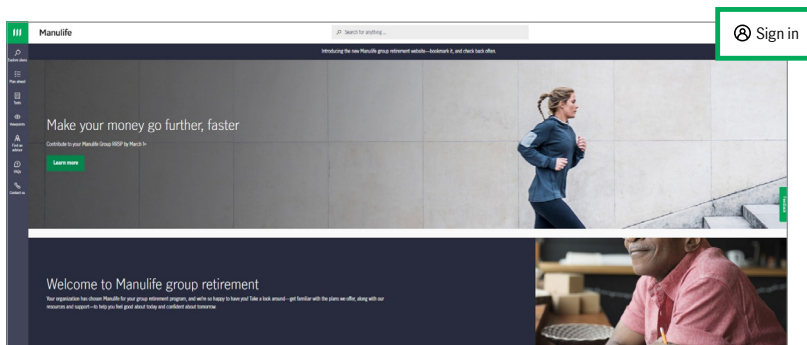 Manulife
Search for anything ...
Sign in
Introducing the new Manulife group retirement website—bookmark it, and check back often.
Explore plans
Plan ahead
Tools
Resources
Find an advisor
FAQs
Contact us
Make your money go further, faster
Contribute to your Manulife Group RRSP by March 1
Learn more
Feedback
Welcome to Manulife group retirement
Your organization has chosen Manulife for your group retirement program, and we're so happy to have you! Take a look around—get familiar with the plans we offer, along with our
resources and support—to help you feel good about today and confident about tomorrow.